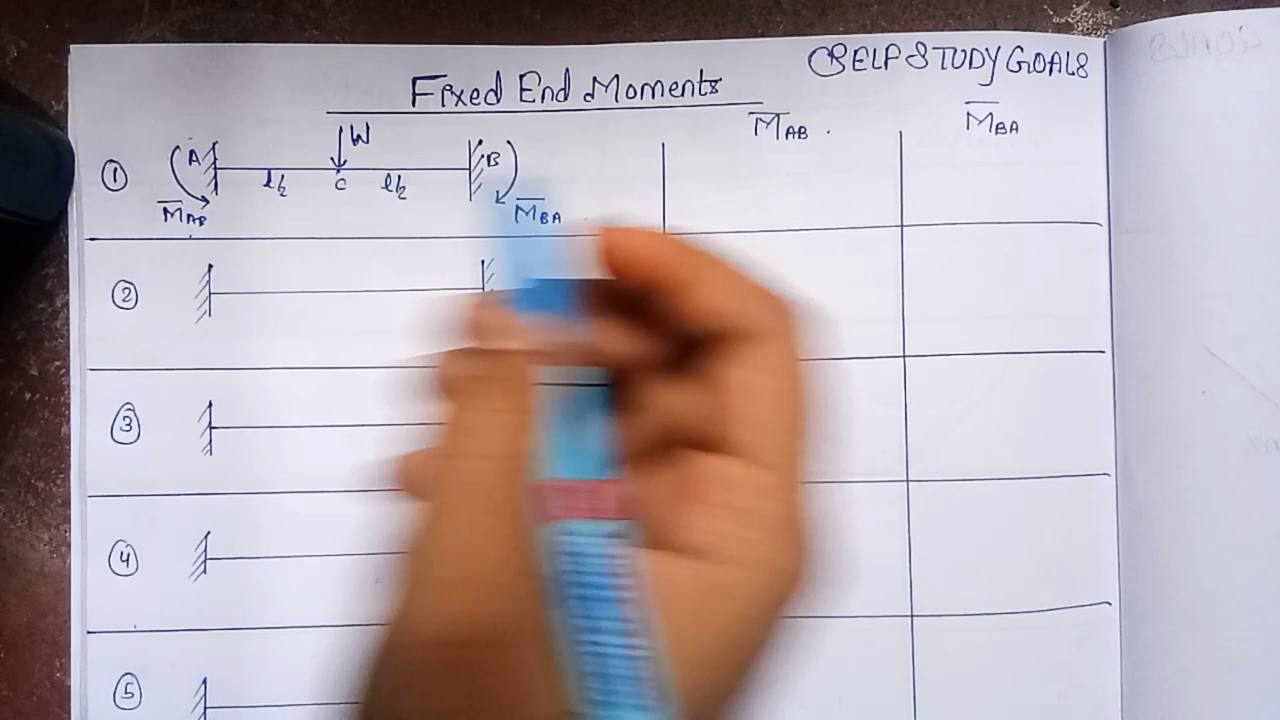 SELF STUDY GOALS
Fixed End Moments
M̅AB . M̅BA
① A W B
l/2 C l/2
M̅AB M̅BA
②
③
④
⑤